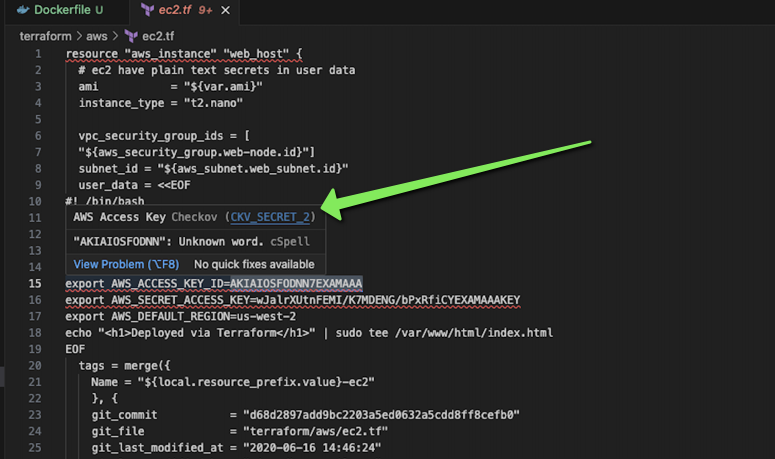 Dockerfile U
ec2.tf 9+ ×
terraform > aws > ec2.tf
1 resource "aws_instance" "web_host" {
2 # ec2 have plain text secrets in user data
3 ami = "${var.ami}"
4 instance_type = "t2.nano"
5
6 vpc_security_group_ids = [
7 "${aws_security_group.web-node.id}"]
8 subnet_id = "${aws_subnet.web_subnet.id}"
9 user_data = <<EOF
10 #! /bin/bash
11 AWS Access Key Checkov (CKV_SECRET_2)
12
13 "AKIAIOSFODNN": Unknown word. cSpell
14 View Problem (⌥F8) No quick fixes available
15 export AWS_ACCESS_KEY_ID=AKIAIOSFODNN7EXAMAAA
16 export AWS_SECRET_ACCESS_KEY=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
17 export AWS_DEFAULT_REGION=us-west-2
18 echo "<h1>Deployed via Terraform</h1>" | sudo tee /var/www/html/index.html
19 EOF
20 tags = merge({
21 Name = "${local.resource_prefix.value}-ec2"
22 }, {
23 git_commit = "d68d2897add9bc2203a5ed0632a5cdd8ff8cefb0"
24 git_file = "terraform/aws/ec2.tf"
25 git_last_modified_at = "2020-06-16 14:46:24"